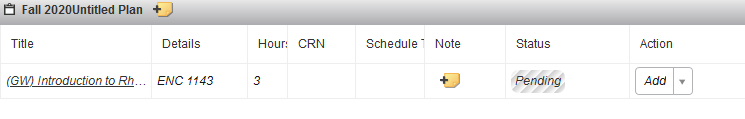 Fall 2020Untitled Plan
Title Details Hours CRN Schedule T Note Status Action
(GW) Introduction to Rh... ENC 1143 3 Pending Add